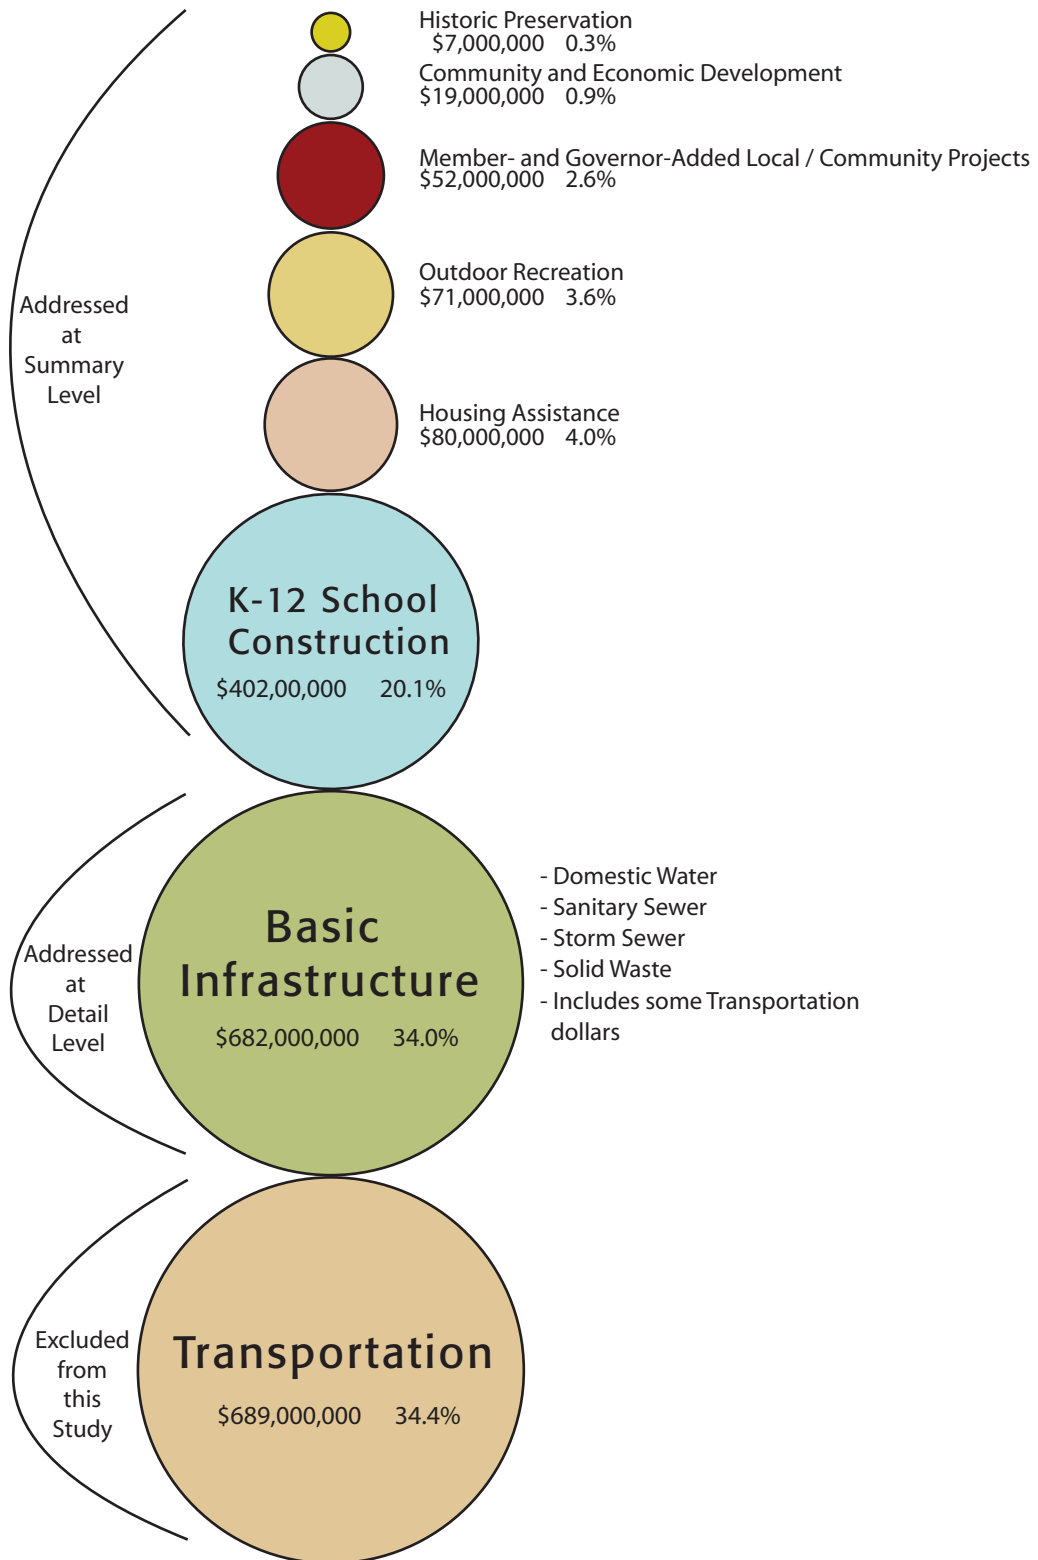 Historic Preservation
$7,000,000 0.3%
Community and Economic Development
$19,000,000 0.9%
Member- and Governor-Added Local / Community Projects
$52,000,000 2.6%
Outdoor Recreation
$71,000,000 3.6%
Addressed
at
Summary
Level
Housing Assistance
$80,000,000 4.0%
K-12 School
Construction
$402,00,000 20.1%
Addressed
at
Detail
Level
Basic
Infrastructure
$682,000,000 34.0%
- Domestic Water
- Sanitary Sewer
- Storm Sewer
- Solid Waste
- Includes some Transportation
dollars
Excluded
from
this
Study
Transportation
$689,000,000 34.4%